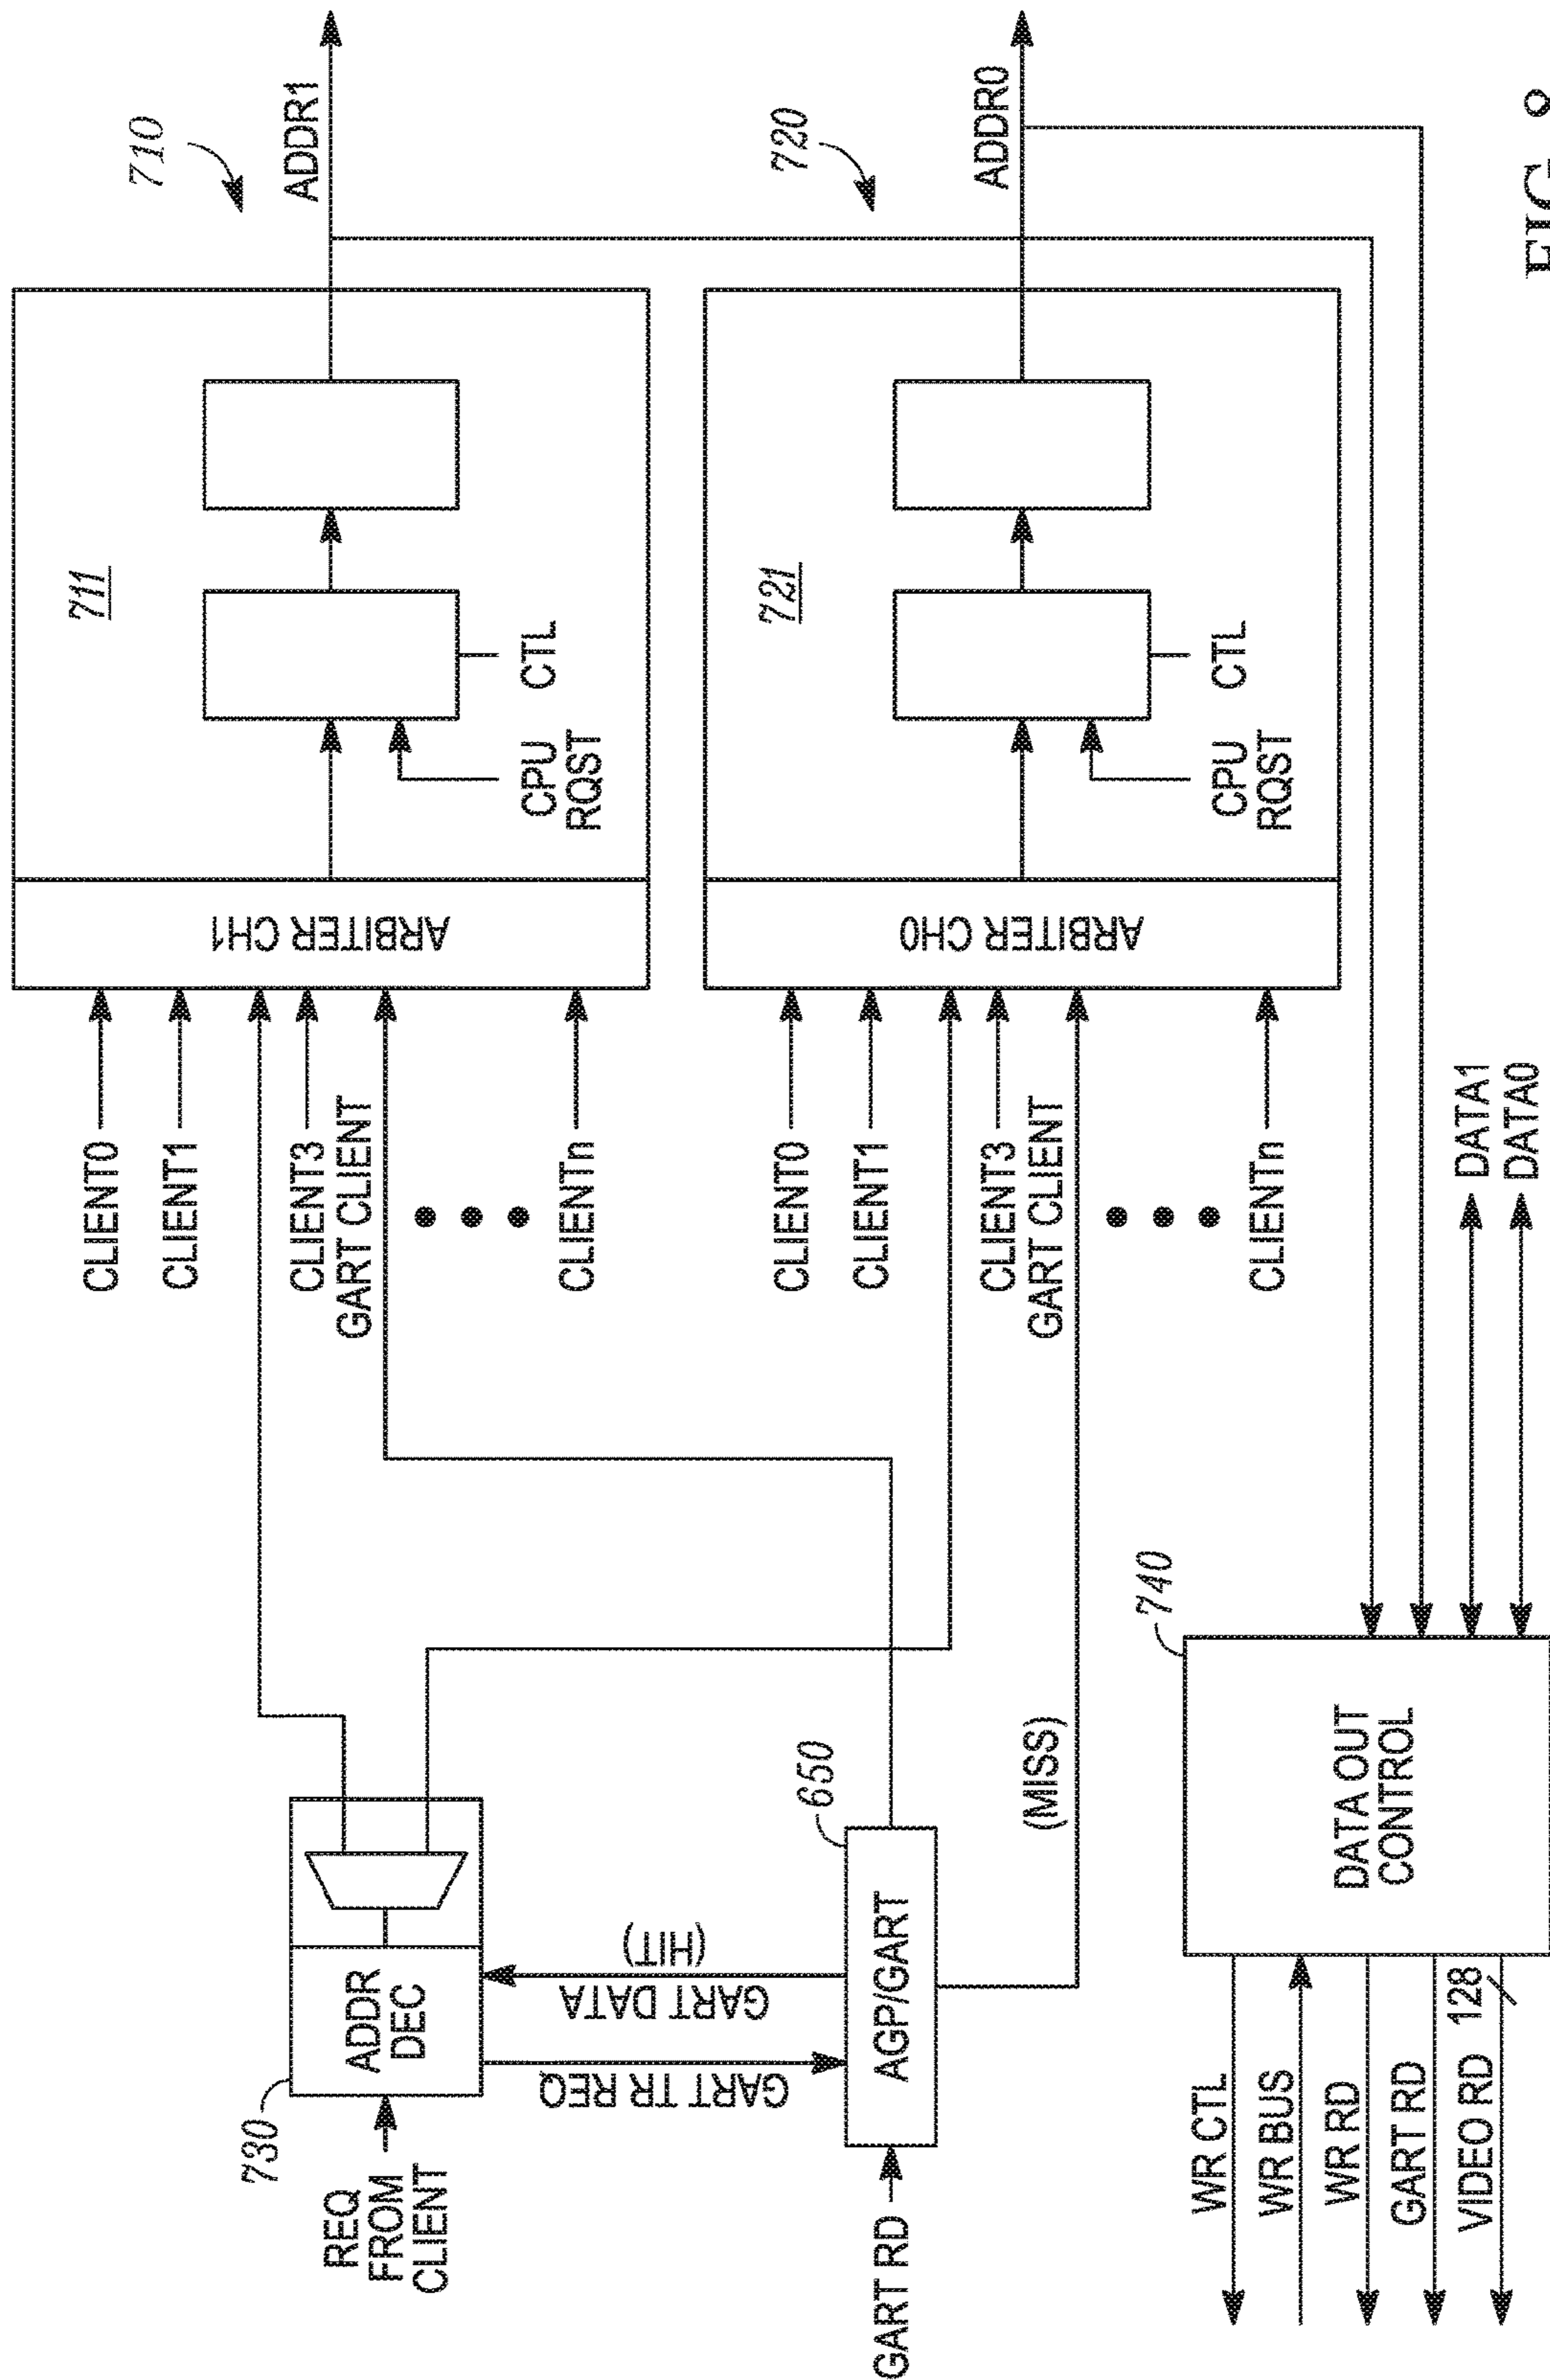 710
ADDR1
711
CTL
CPU
RQST
ARBITER CH1
CLIENT0
CLIENT1
CLIENT3
GART CLIENT
CLIENTn
720
ADDR0
721
CTL
CPU
RQST
ARBITER CH0
CLIENT0
CLIENT1
CLIENT3
GART CLIENT
CLIENTn
730
REQ
FROM
CLIENT
ADDR
DEC
GART TR REQ
GART DATA
(HIT)
650
AGP/GART
GART RD
(MISS)
740
DATA OUT
CONTROL
DATA1
DATA0
WR CTL
WR BUS
WR RD
GART RD
VIDEO RD
128
FIG. 8